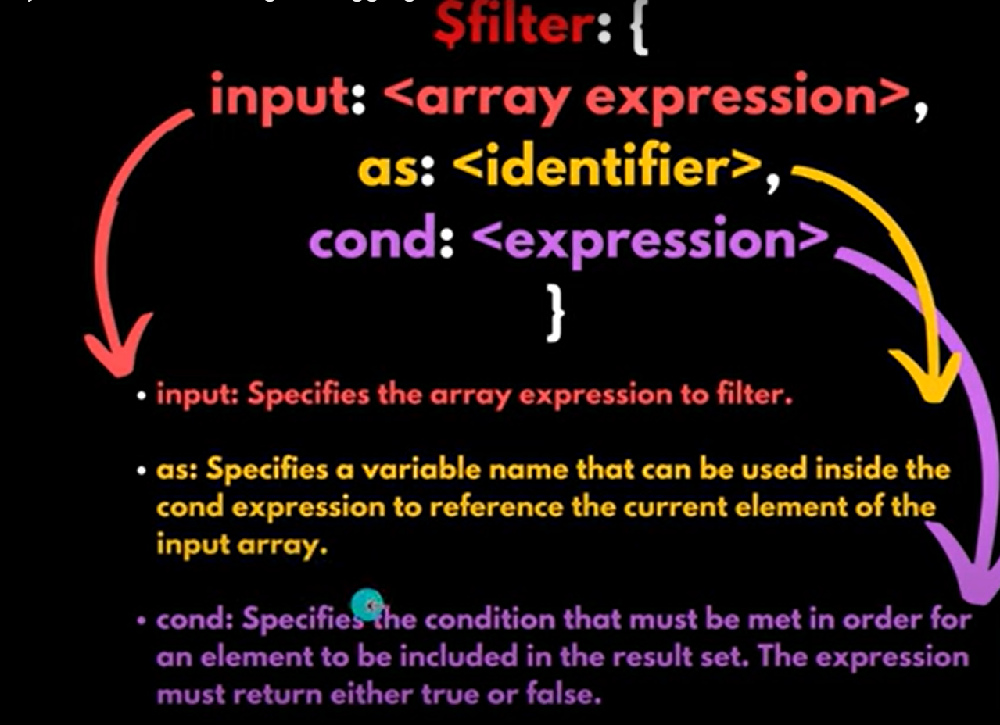 $filter: {
input: <array expression>,
as: <identifier>,
cond: <expression>
}
• input: Specifies the array expression to filter.
• as: Specifies a variable name that can be used inside the
cond expression to reference the current element of the
input array.
• cond: Specifies the condition that must be met in order for
an element to be included in the result set. The expression
must return either true or false.